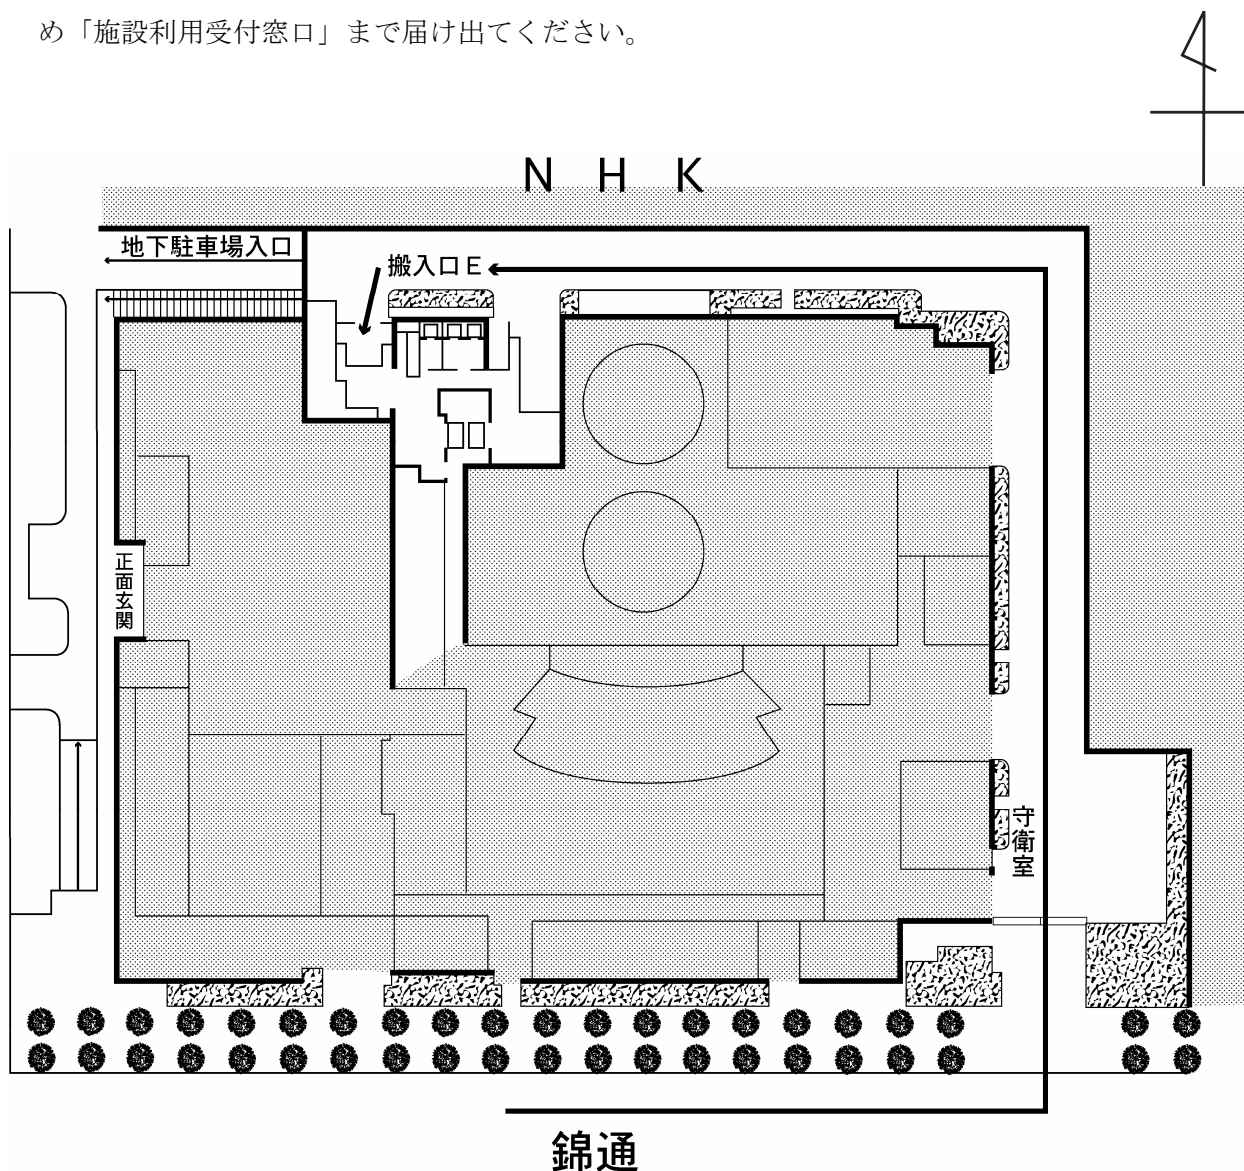 め「施設利用受付窓口」まで届け出てください。
N H K
地下駐車場入口
搬入口E
正面玄関
守衛室
錦通